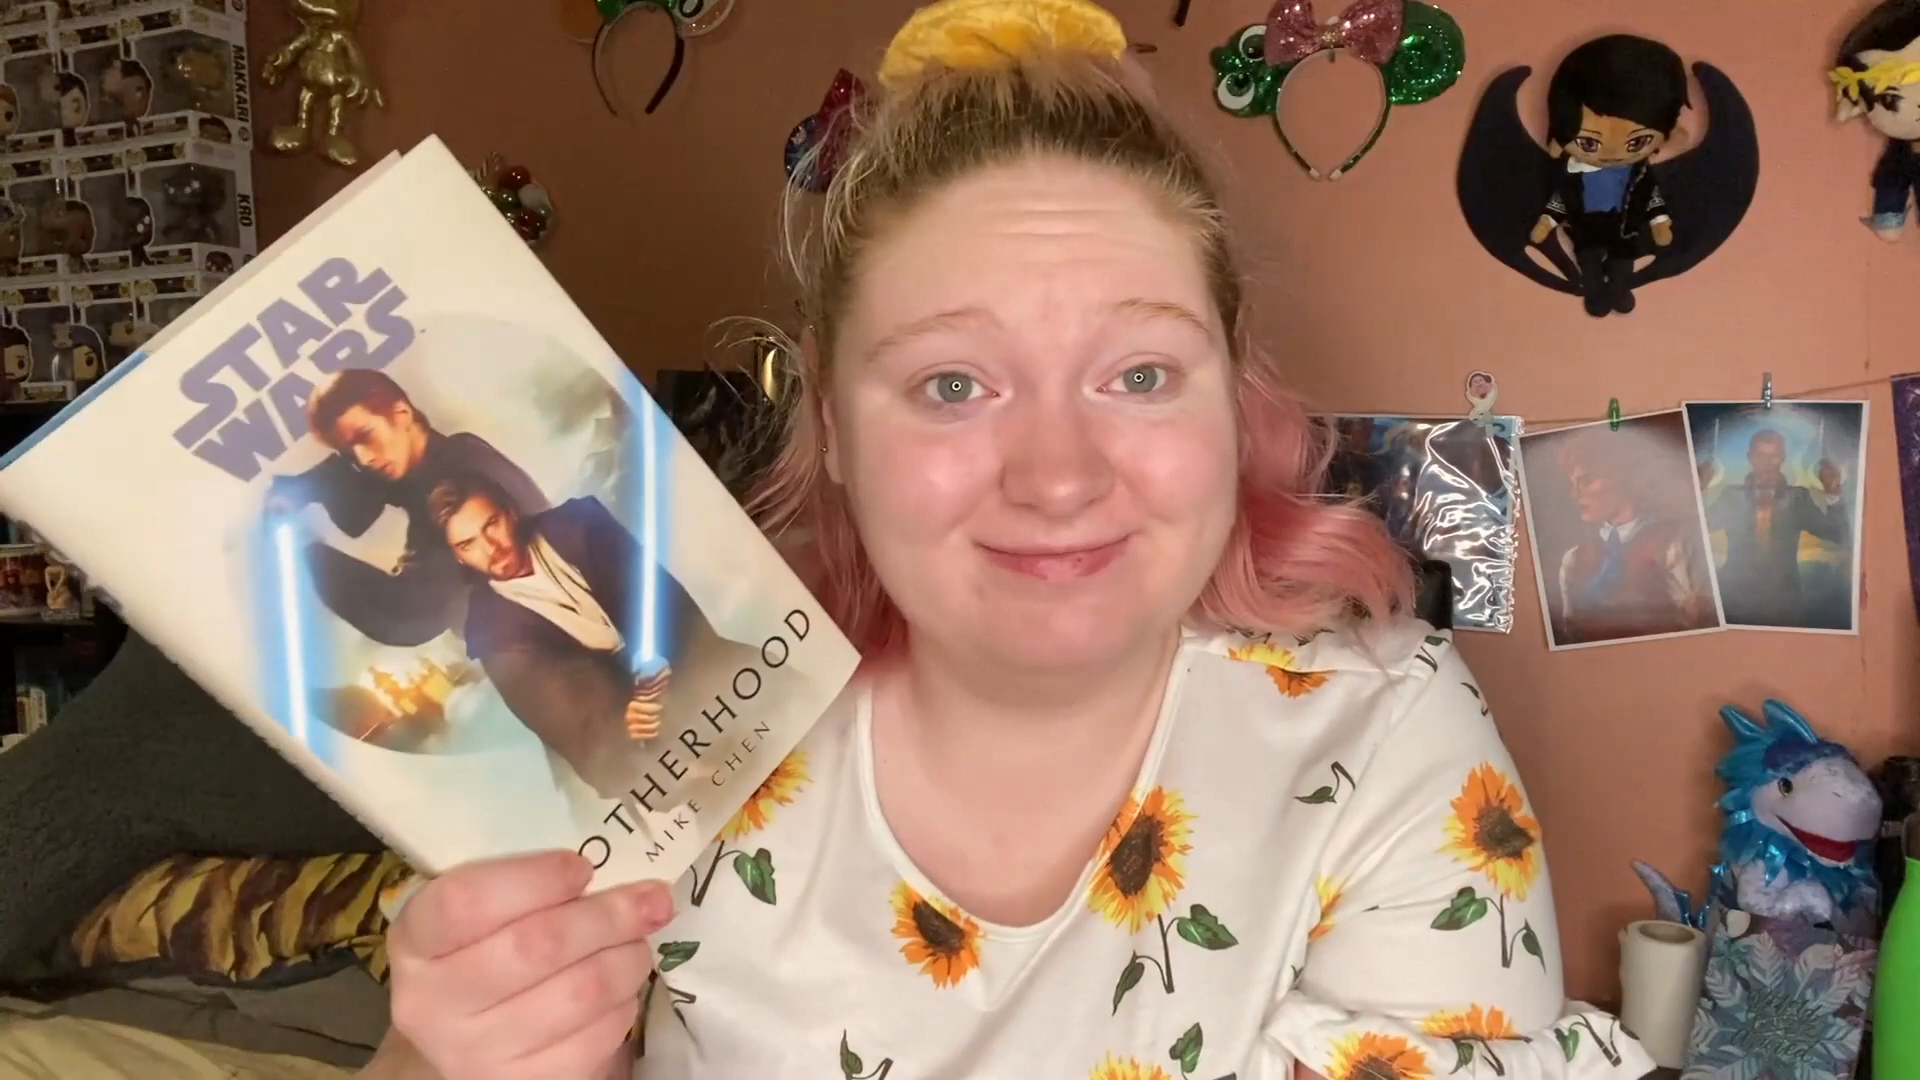 MAKKARI
KRO
STAR
WARS
OTHERHOOD
MIKE CHEN